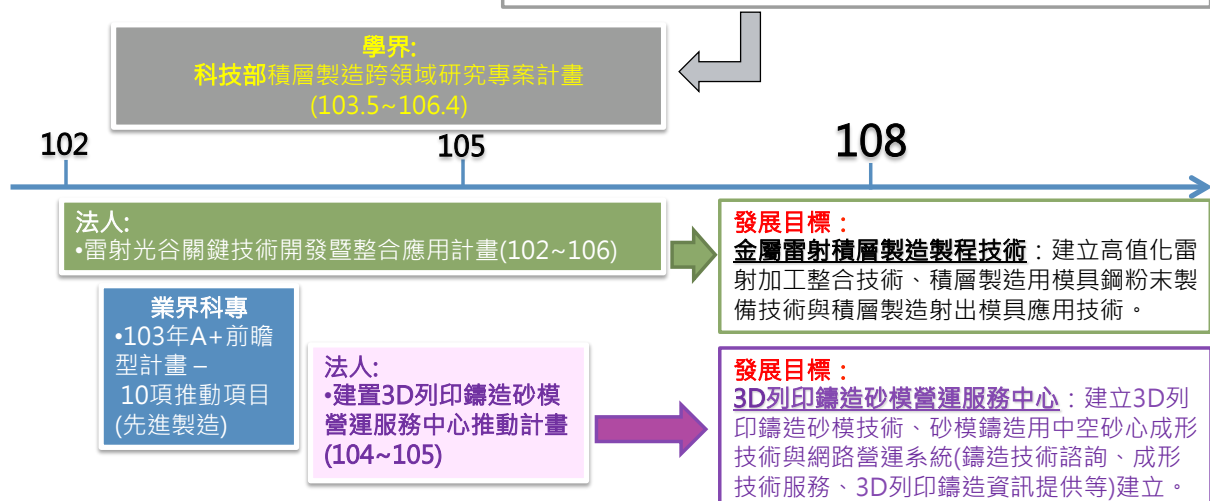 學界:
科技部積層製造跨領域研究專案計畫
(103.5~106.4)
102
105
108
法人:
•雷射光谷關鍵技術開發暨整合應用計畫(102~106)
發展目標：
金屬雷射積層製造製程技術：建立高值化雷
射加工整合技術、積層製造用模具鋼粉末製
備技術與積層製造射出模具應用技術。
業界科專
•103年A+前瞻
型計畫 –
10項推動項目
(先進製造)
法人:
•建置3D列印鑄造砂模
營運服務中心推動計畫
(104~105)
發展目標：
3D列印鑄造砂模營運服務中心：建立3D列
印鑄造砂模技術、砂模鑄造用中空砂心成形
技術與網路營運系統(鑄造技術諮詢、成形
技術服務、3D列印鑄造資訊提供等)建立。